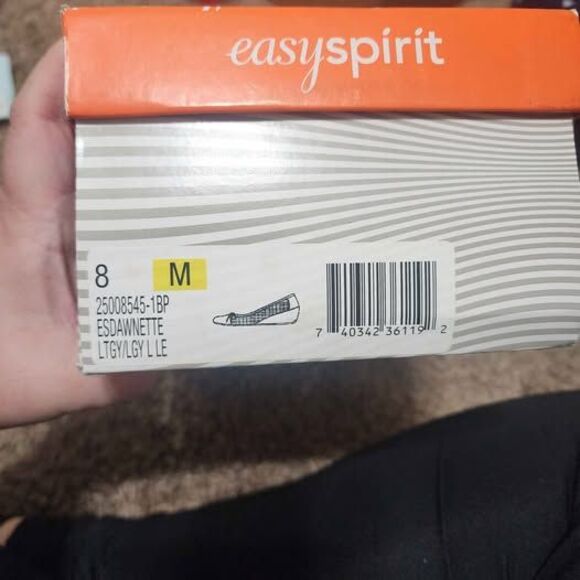 easyspirit
8 M
25008545-1BP
ESDAWNETTE
LTGY/LGY L LE
7 40342 36119 2